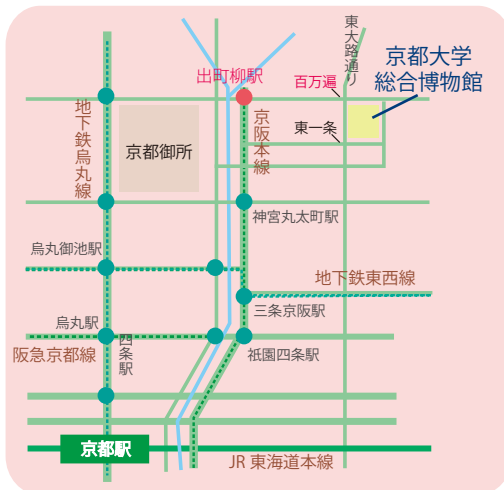 東大路通り
京都大学
総合博物館
出町柳駅
百万遍
地下鉄烏丸線
京阪本線
東一条
京都御所
神宮丸太町駅
烏丸御池駅
地下鉄東西線
三条京阪駅
烏丸駅
四条駅
祇園四条駅
阪急京都線
京都駅
JR 東海道本線